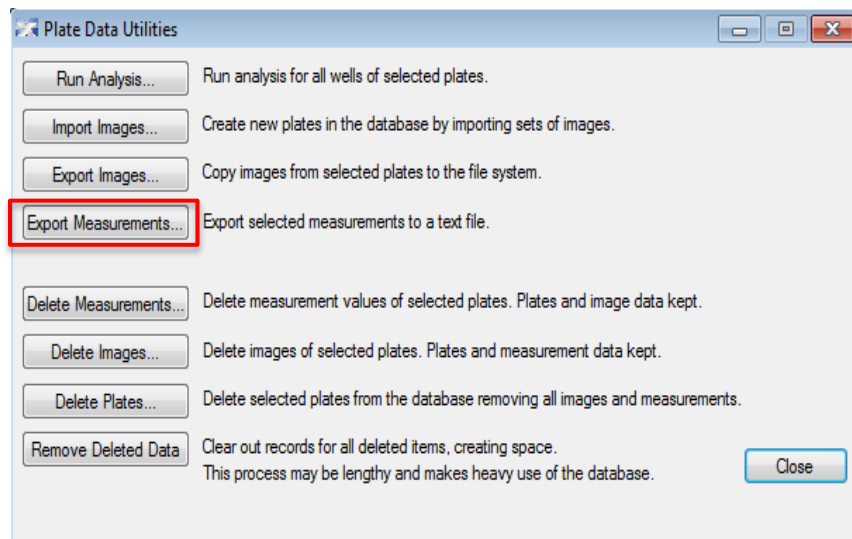 Plate Data Utilities
Run Analysis... Run analysis for all wells of selected plates.
Import Images... Create new plates in the database by importing sets of images.
Export Images... Copy images from selected plates to the file system.
Export Measurements... Export selected measurements to a text file.
Delete Measurements... Delete measurement values of selected plates. Plates and image data kept.
Delete Images... Delete images of selected plates. Plates and measurement data kept.
Delete Plates... Delete selected plates from the database removing all images and measurements.
Remove Deleted Data Clear out records for all deleted items, creating space.
This process may be lengthy and makes heavy use of the database.
Close